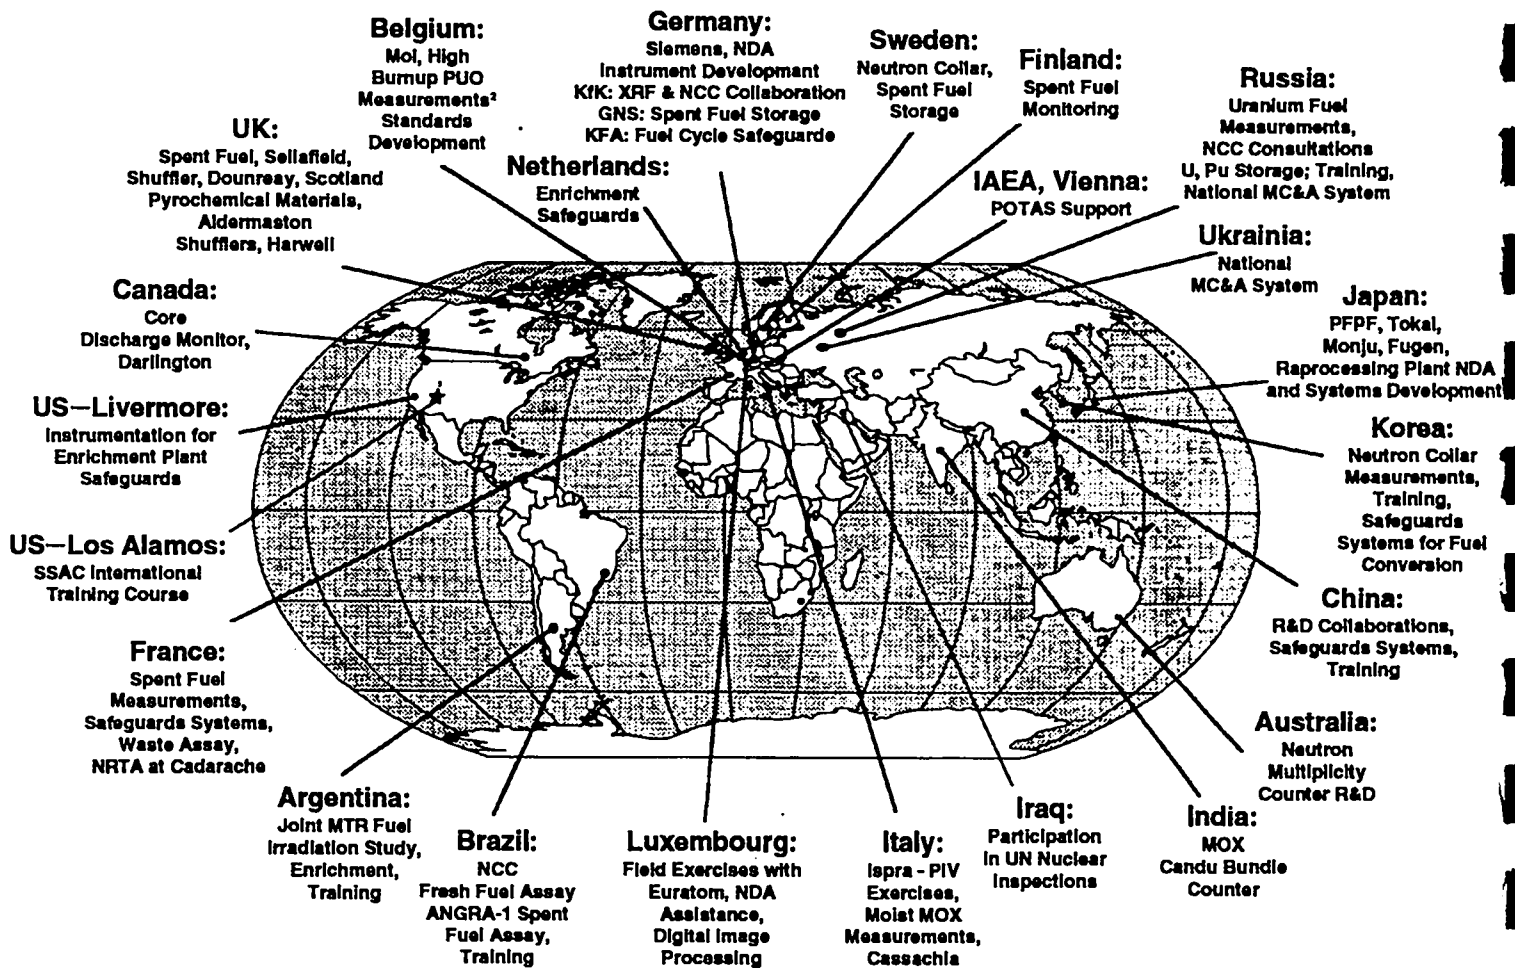 Belgium:
Mol, High
Burnup PUO
Measurements²
Standards
Development
Germany:
Siemens, NDA
Instrument Developmant
KfK: XRF & NCC Collaboration
GNS: Spent Fuel Storage
KFA: Fuel Cycle Safeguarde
Sweden:
Neutron Collar,
Spent Fuel
Storage
Finland:
Spent Fuel
Monitoring
Russia:
Uranium Fuel
Measurements,
NCC Consultations
U, Pu Storage; Training,
National MC&A System
UK:
Spent Fuel, Sellafield,
Shuffler, Dounreay, Scotland
Pyrochemical Materials,
Aldermaston
Shufflers, Harwell
Netherlands:
Enrichment
Safeguards
IAEA, Vienna:
POTAS Support
Ukrainia:
National
MC&A System
Canada:
Core
Discharge Monitor,
Darlington
Japan:
PFPF, Tokai,
Monju, Fugen,
Raprocessing Plant NDA
and Systems Development
US-Livermore:
Instrumentation for
Enrichment Plant
Safeguards
Korea:
Neutron Collar
Measurements,
Training,
Safeguards
Systems for Fuel
Conversion
US-Los Alamos:
SSAC International
Training Course
China:
R&D Collaborations,
Safeguards Systems,
Training
France:
Spent Fuel
Measurements,
Safeguards Systems,
Waste Assay,
NRTA at Cadarache
Australia:
Neutron
Multiplicity
Counter R&D
Argentina:
Joint MTR Fuel
Irradiation Study,
Enrichment,
Training
Brazil:
NCC
Fresh Fuel Assay
ANGRA-1 Spent
Fuel Assay,
Training
Luxembourg:
Field Exercises with
Euratom, NDA
Assistance,
Digital Image
Processing
Italy:
Ispra - PIV
Exercises,
Moist MOX
Measurements,
Cassachia
Iraq:
Participation
in UN Nuclear
Inspections
India:
MOX
Candu Bundle
Counter